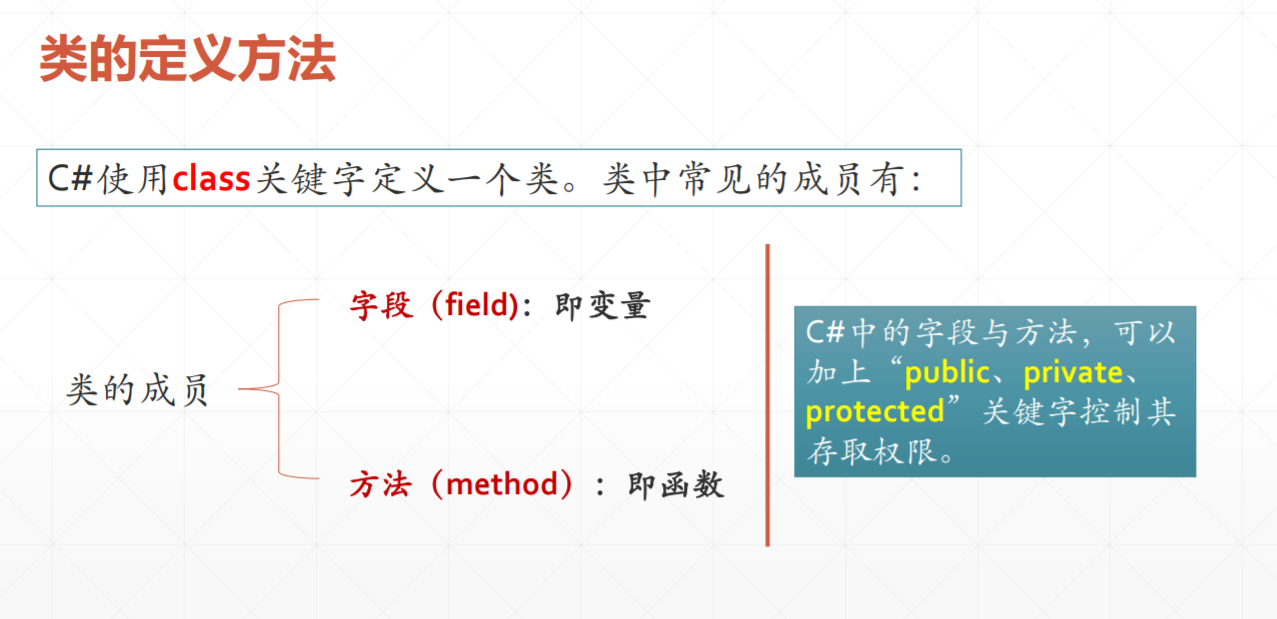 类的定义方法
C#使用class关键字定义一个类。类中常见的成员有：
类的成员
字段（field)：即变量
方法（method）：即函数
C#中的字段与方法，可以
加上“public、private、
protected”关键字控制其
存取权限。